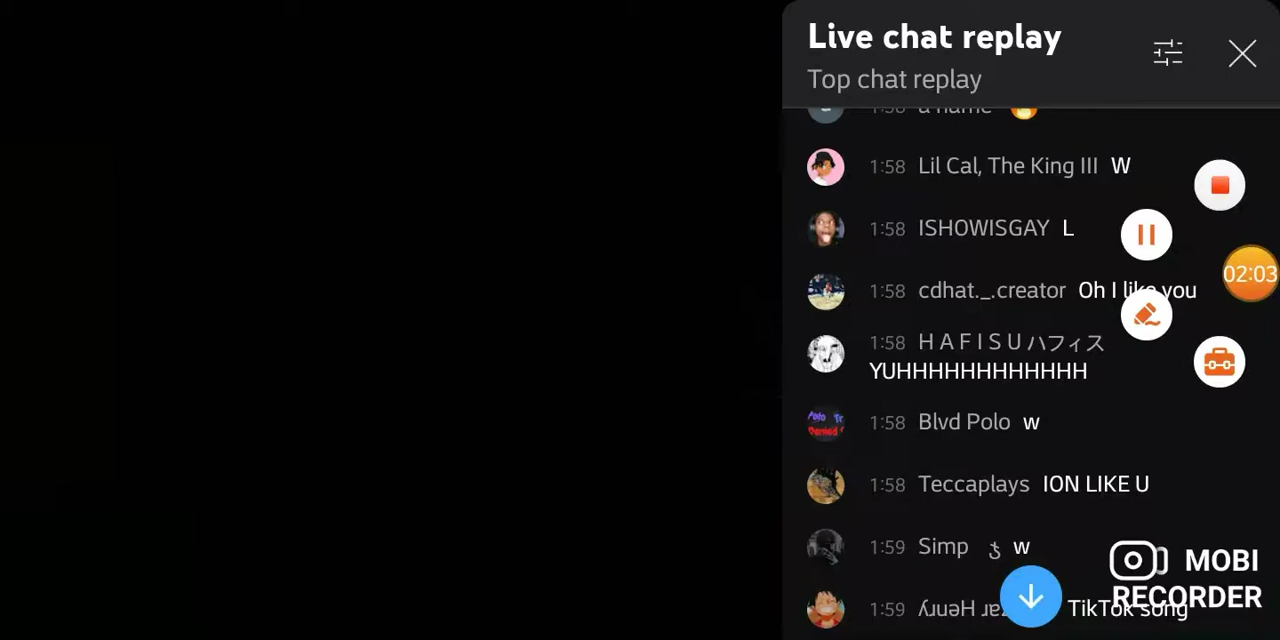 Live chat replay
Top chat replay
1:58 a name
1:58 Lil Cal, The King III W
1:58 ISHOWISGAY L
02:03
1:58 cdhat._.creator Oh I like you
1:58 H A F I S U ハフィス
YUHHHHHHHHHHHH
1:58 Blvd Polo w
1:58 Teccaplays ION LIKE U
1:59 Simp w
MOBI
RECORDER
1:59 TikTok song